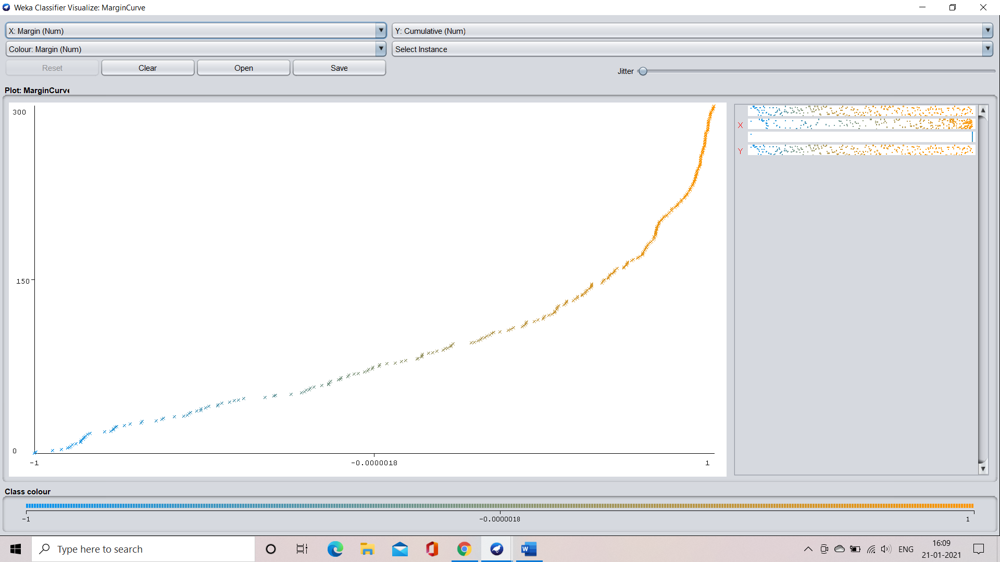 Weka Classifier Visualize: MarginCurve
X: Margin (Num)
Y: Cumulative (Num)
Colour: Margin (Num)
Select Instance
Reset
Clear
Open
Save
Jitter
Plot: MarginCurve
300
150
0
-1
-0.0000018
1
X
Y
Class colour
-1
-0.0000018
1
Type here to search
W
ENG
16:09
21-01-2021